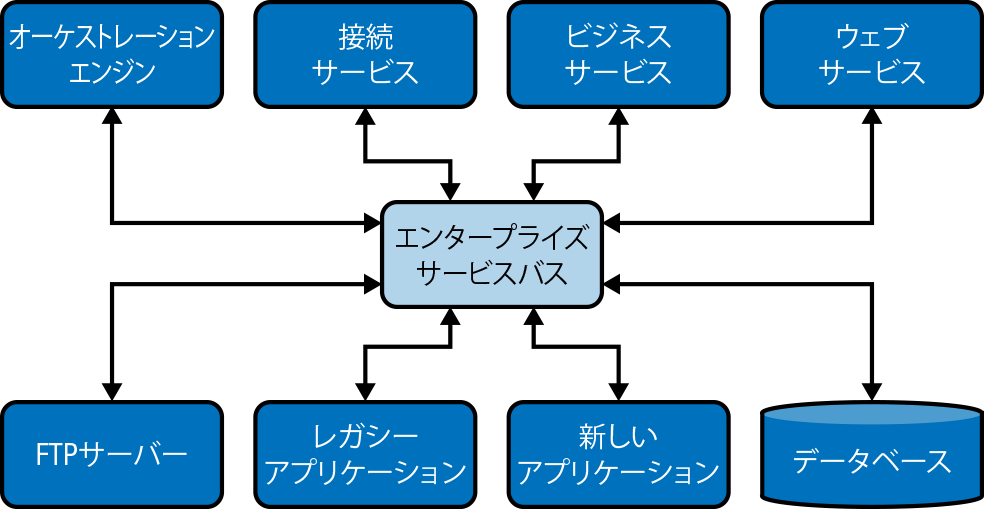 オーケストレーション
エンジン
接続
サービス
ビジネス
サービス
ウェブ
サービス
エンタープライズ
サービスバス
FTPサーバー
レガシー
アプリケーション
新しい
アプリケーション
データベース